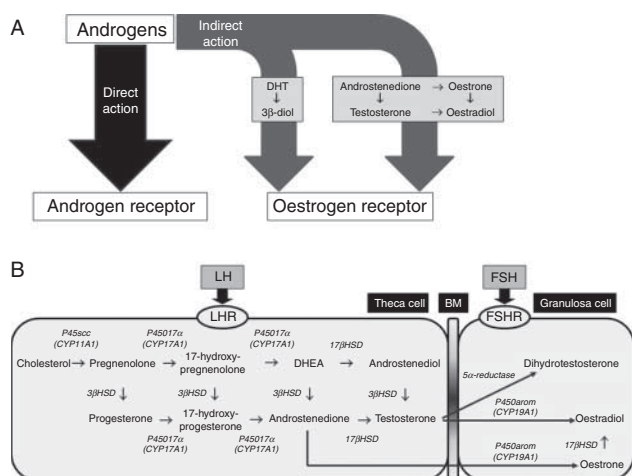 A
Androgens
Indirect action
Direct action
DHT
↓
3β-diol
Androstenedione → Oestrone
↓ ↓
Testosterone → Oestradiol
Androgen receptor
Oestrogen receptor
B
LH
FSH
Theca cell
BM
Granulosa cell
LHR
FSHR
P45scc (CYP11A1)
P45017α (CYP17A1)
P45017α (CYP17A1)
17βHSD
Cholesterol → Pregnenolone → 17-hydroxy-pregnenolone → DHEA → Androstenediol
3βHSD ↓ 3βHSD ↓ 3βHSD ↓ 3βHSD ↓
Progesterone → 17-hydroxy-progesterone → Androstenedione → Testosterone
P45017α (CYP17A1)
P45017α (CYP17A1)
17βHSD
5α-reductase
Dihydrotestosterone
P450arom (CYP19A1)
Oestradiol
P450arom (CYP19A1)
17βHSD ↑
Oestrone